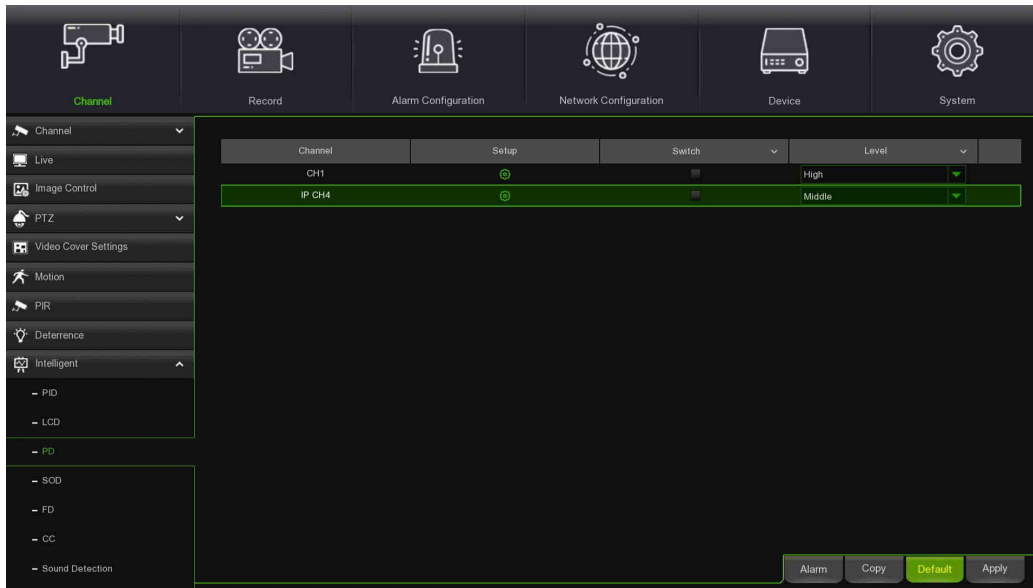 Channel
Record
Alarm Configuration
Network Configuration
Device
System
Channel
Live
Image Control
PTZ
Video Cover Settings
Motion
PIR
Deterrence
Intelligent
– PID
– LCD
– PD
– SOD
– FD
– CC
– Sound Detection
Channel Setup Switch Level
CH1 High
IP CH4 Middle
Alarm Copy Default Apply